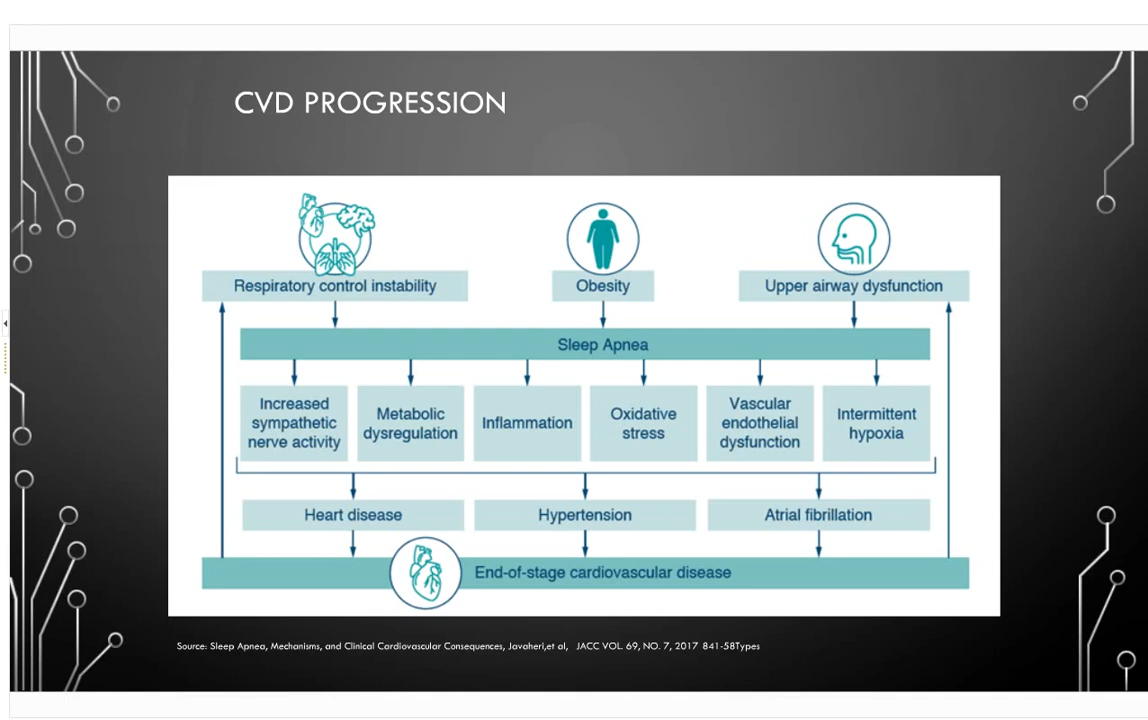 CVD PROGRESSION
Respiratory control instability
Obesity
Upper airway dysfunction
Sleep Apnea
Increased
sympathetic
nerve activity
Metabolic
dysregulation
Inflammation
Oxidative
stress
Vascular
endothelial
dysfunction
Intermittent
hypoxia
Heart disease
Hypertension
Atrial fibrillation
End-of-stage cardiovascular disease
Source: Sleep Apnea, Mechanisms, and Clinical Cardiovascular Consequences, Javaheri,et al, JACC VOL. 69, NO. 7, 2017 841-58Types